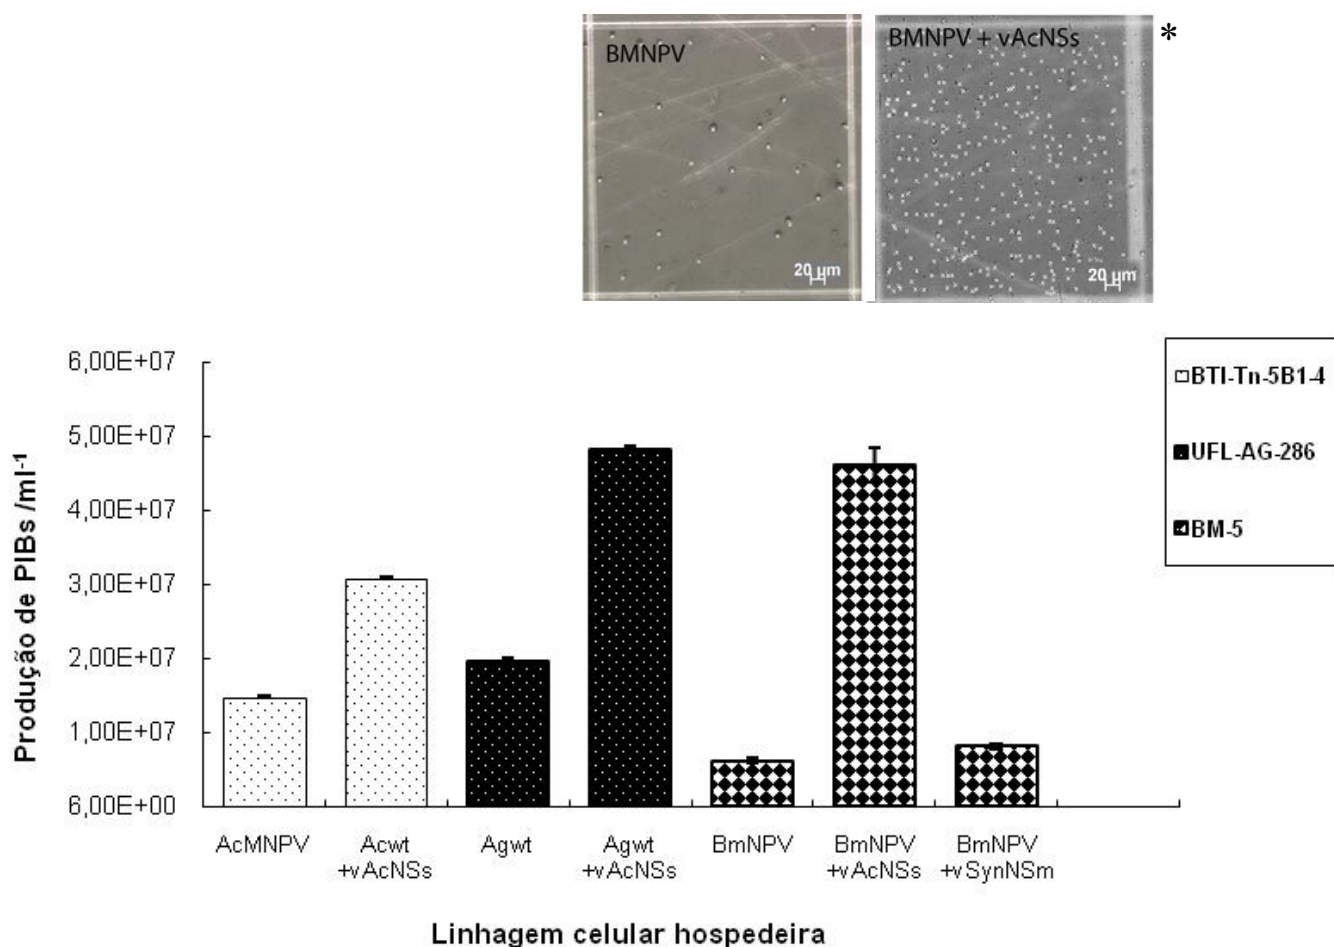 BMNPV
BMNPV + vAcNSs
*
20 µm
20 µm
6,00E+07
5,00E+07
4,00E+07
3,00E+07
2,00E+07
1,00E+07
6,00E+00
Produção de PIBs /ml-1
BTI-Tn-5B1-4
UFL-AG-286
BM-5
AcMNPV
Acwt
+vAcNSs
Agwt
Agwt
+vAcNSs
BmNPV
BmNPV
+vAcNSs
BmNPV
+vSynNSm
Linhagem celular hospedeira